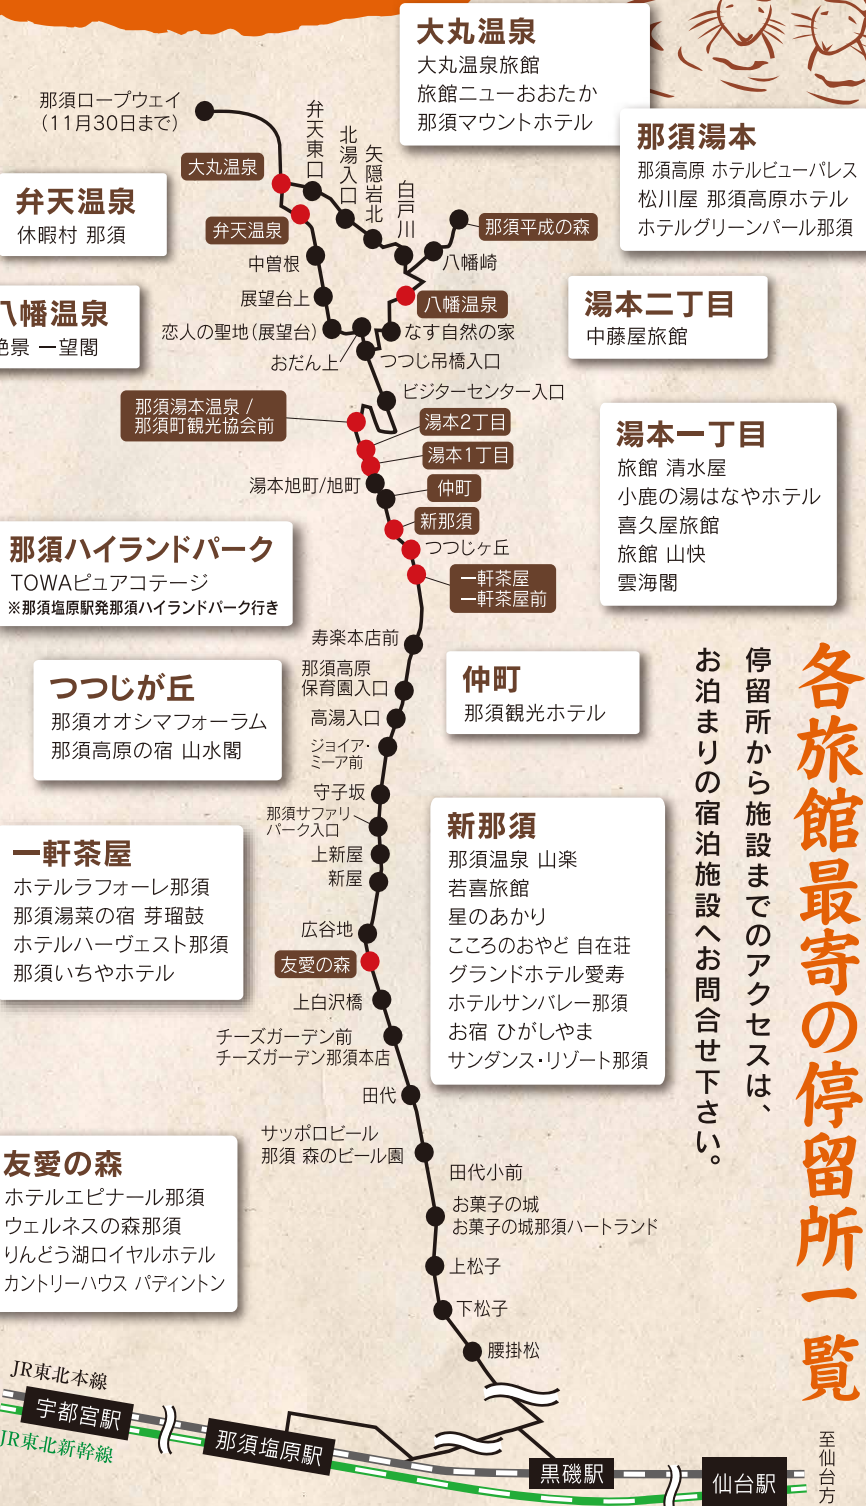 各旅館最寄の停留所一覧
停留所から施設までのアクセスは、
お泊まりの宿泊施設へお問合せ下さい。
大丸温泉
大丸温泉旅館
旅館ニューおおたか
那須マウントホテル
那須湯本
那須高原 ホテルビューパレス
松川屋 那須高原ホテル
ホテルグリーンパール那須
弁天温泉
休暇村 那須
八幡温泉
絶景 一望閣
湯本二丁目
中藤屋旅館
湯本一丁目
旅館 清水屋
小鹿の湯はなやホテル
喜久屋旅館
旅館 山快
雲海閣
那須ハイランドパーク
TOWAピュアコテージ
※那須塩原駅発那須ハイランドパーク行き
つつじが丘
那須オオシマフォーラム
那須高原の宿 山水閣
仲町
那須観光ホテル
一軒茶屋
ホテルラフォーレ那須
那須湯菜の宿 芽瑠鼓
ホテルハーヴェスト那須
那須いちやホテル
新那須
那須温泉 山楽
若喜旅館
星のあかり
こころのおやど 自在荘
グランドホテル愛寿
ホテルサンバレー那須
お宿 ひがしやま
サンダンス・リゾート那須
友愛の森
ホテルエピナール那須
ウェルネスの森那須
りんどう湖ロイヤルホテル
カントリーハウス パディントン
那須ロープウェイ
(11月30日まで)
大丸温泉
弁天東口
北湯入口
矢隠岩北
白戸川
那須平成の森
八幡崎
弁天温泉
中曽根
八幡温泉
展望台上
恋人の聖地(展望台)
なす自然の家
おだん上
つつじ吊橋入口
ビジターセンター入口
那須湯本温泉 /
那須町観光協会前
湯本2丁目
湯本1丁目
湯本旭町/旭町
仲町
新那須
つつじヶ丘
一軒茶屋
一軒茶屋前
寿楽本店前
那須高原
保育園入口
高湯入口
ジョイア・
ミーア前
守子坂
那須サファリ
パーク入口
上新屋
新屋
広谷地
友愛の森
上白沢橋
チーズガーデン前
チーズガーデン那須本店
田代
サッポロビール
那須 森のビール園
田代小前
お菓子の城
お菓子の城那須ハートランド
上松子
下松子
腰掛松
JR東北本線
宇都宮駅
JR東北新幹線
那須塩原駅
黒磯駅
仙台駅
至仙台方